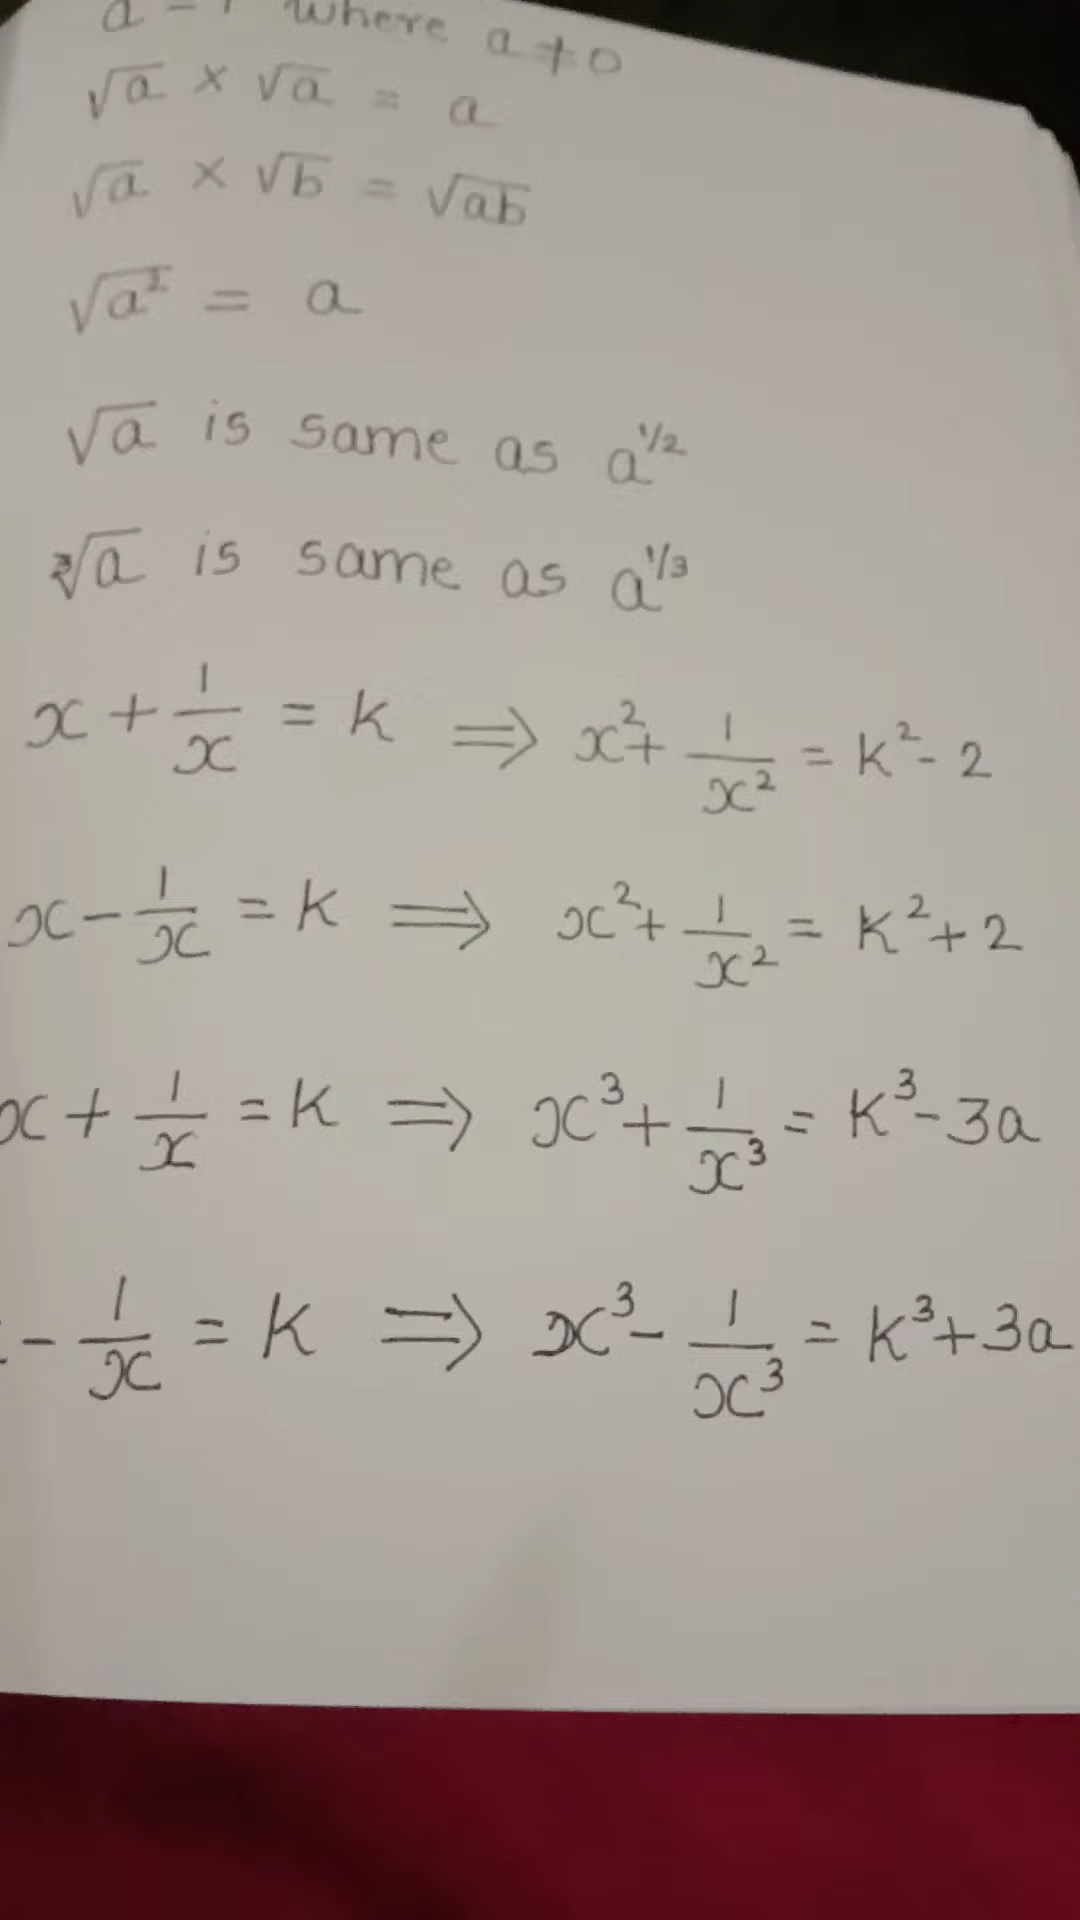 where a ≠ 0
√a × √a = a
√a × √b = √ab
√a² = a
√a is same as a^1/2
∛a is same as a^1/3
x + 1/x = k ⟹ x² + 1/x² = k² - 2
x - 1/x = k ⟹ x² + 1/x² = k² + 2
x + 1/x = k ⟹ x³ + 1/x³ = k³ - 3a
- 1/x = k ⟹ x³ - 1/x³ = k³ + 3a